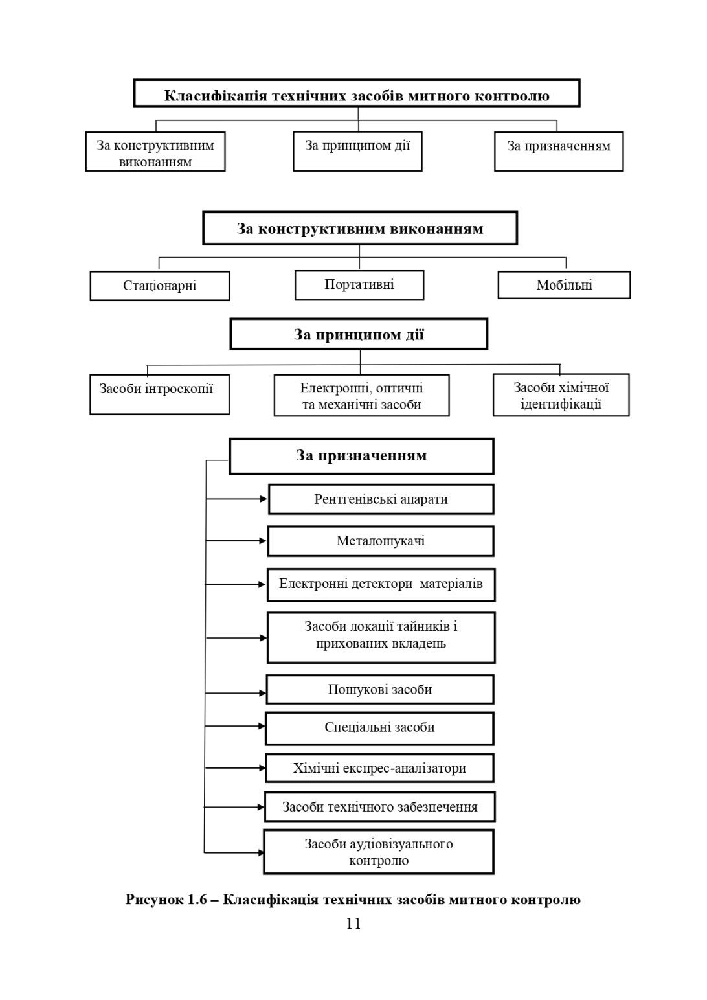 Класифікація технічних засобів митного контролю
За конструктивним
виконанням
За принципом дії
За призначенням
За конструктивним виконанням
Стаціонарні
Портативні
Мобільні
За принципом дії
Засоби інтроскопії
Електронні, оптичні
та механічні засоби
Засоби хімічної
ідентифікації
За призначенням
Рентгенівські апарати
Металошукачі
Електронні детектори матеріалів
Засоби локації тайників і
прихованих вкладень
Пошукові засоби
Спеціальні засоби
Хімічні експрес-аналізатори
Засоби технічного забезпечення
Засоби аудіовізуального
контролю
Рисунок 1.6 – Класифікація технічних засобів митного контролю
11